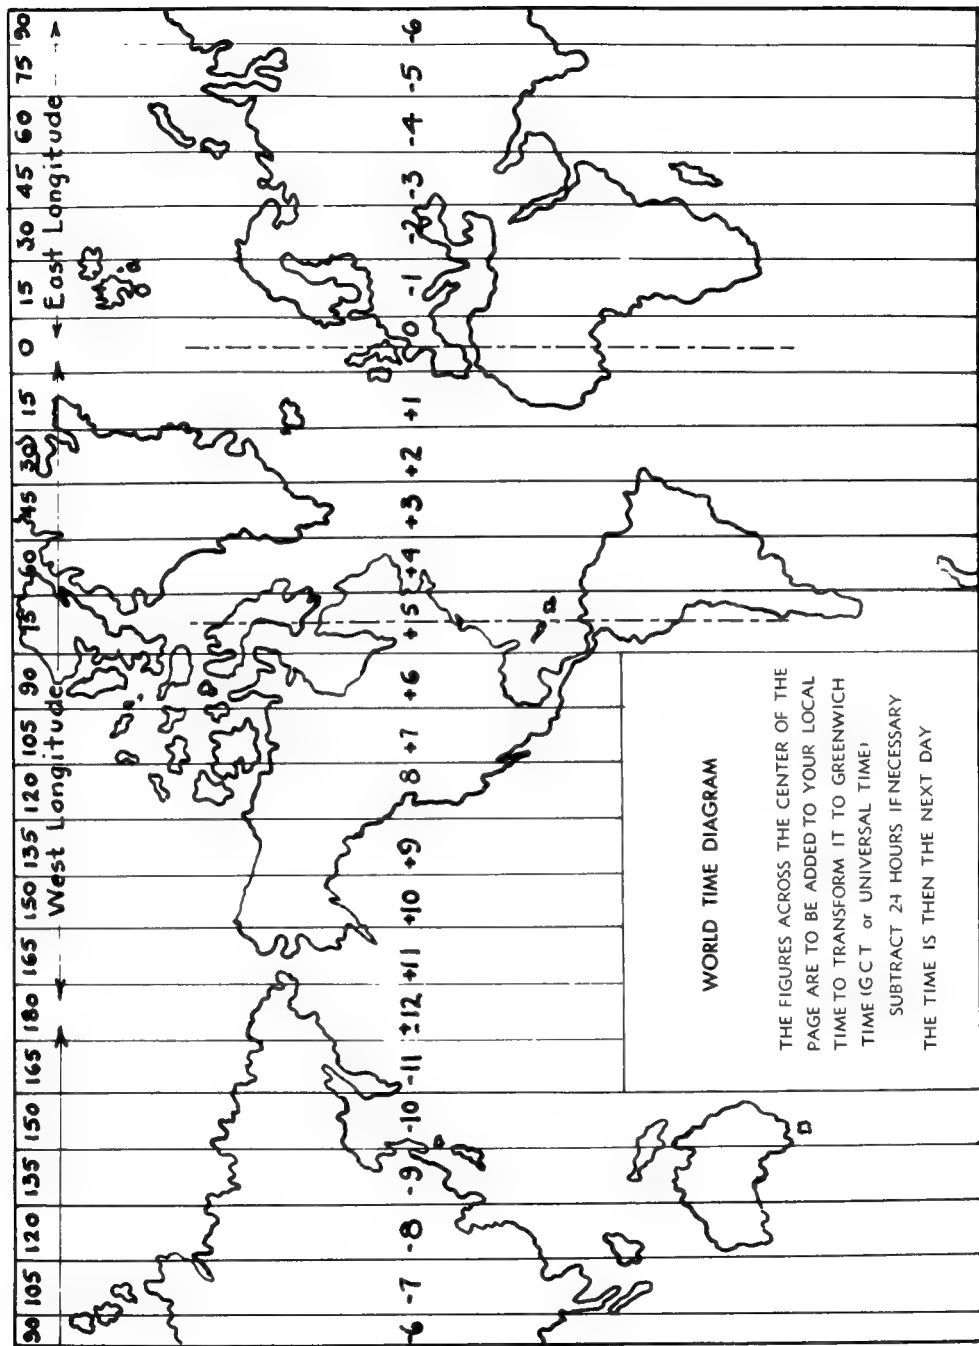 90 105 120 135 150 165 180 165 150 135 120 105 90 75 60 45 30 15 0 15 30 45 60 75 90
West Longitude East Longitude
-6 -7 -8 -9 -10 -11 ±12 +11 +10 +9 8 +7 +6 +5 +4 +3 +2 +1 0 -1 -2 -3 -4 -5 -6
WORLD TIME DIAGRAM
THE FIGURES ACROSS THE CENTER OF THE
PAGE ARE TO BE ADDED TO YOUR LOCAL
TIME TO TRANSFORM IT TO GREENWICH
TIME (G C T or UNIVERSAL TIME)
SUBTRACT 24 HOURS IF NECESSARY
THE TIME IS THEN THE NEXT DAY